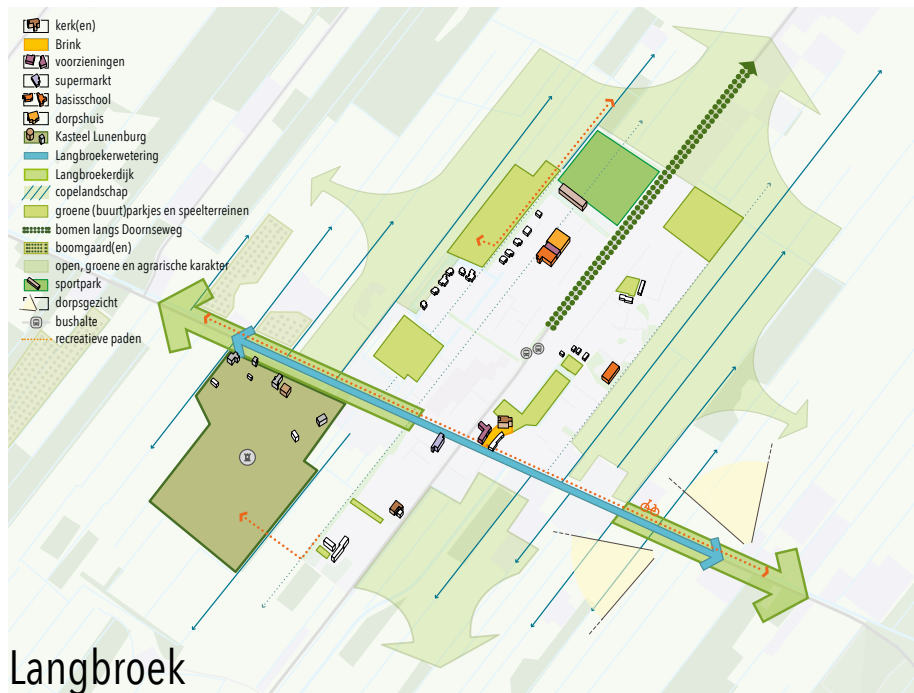 kerk(en)
Brink
voorzieningen
supermarkt
basisschool
dorpshuis
Kasteel Lunenburg
Langbroekerwetering
Langbroekerdijk
copelandschap
groene (buurt)parkjes en speelterreinen
bomen langs Doornseweg
boomgaard(en)
open, groene en agrarische karakter
sportpark
dorpsgezicht
bushalte
recreatieve paden
Langbroek